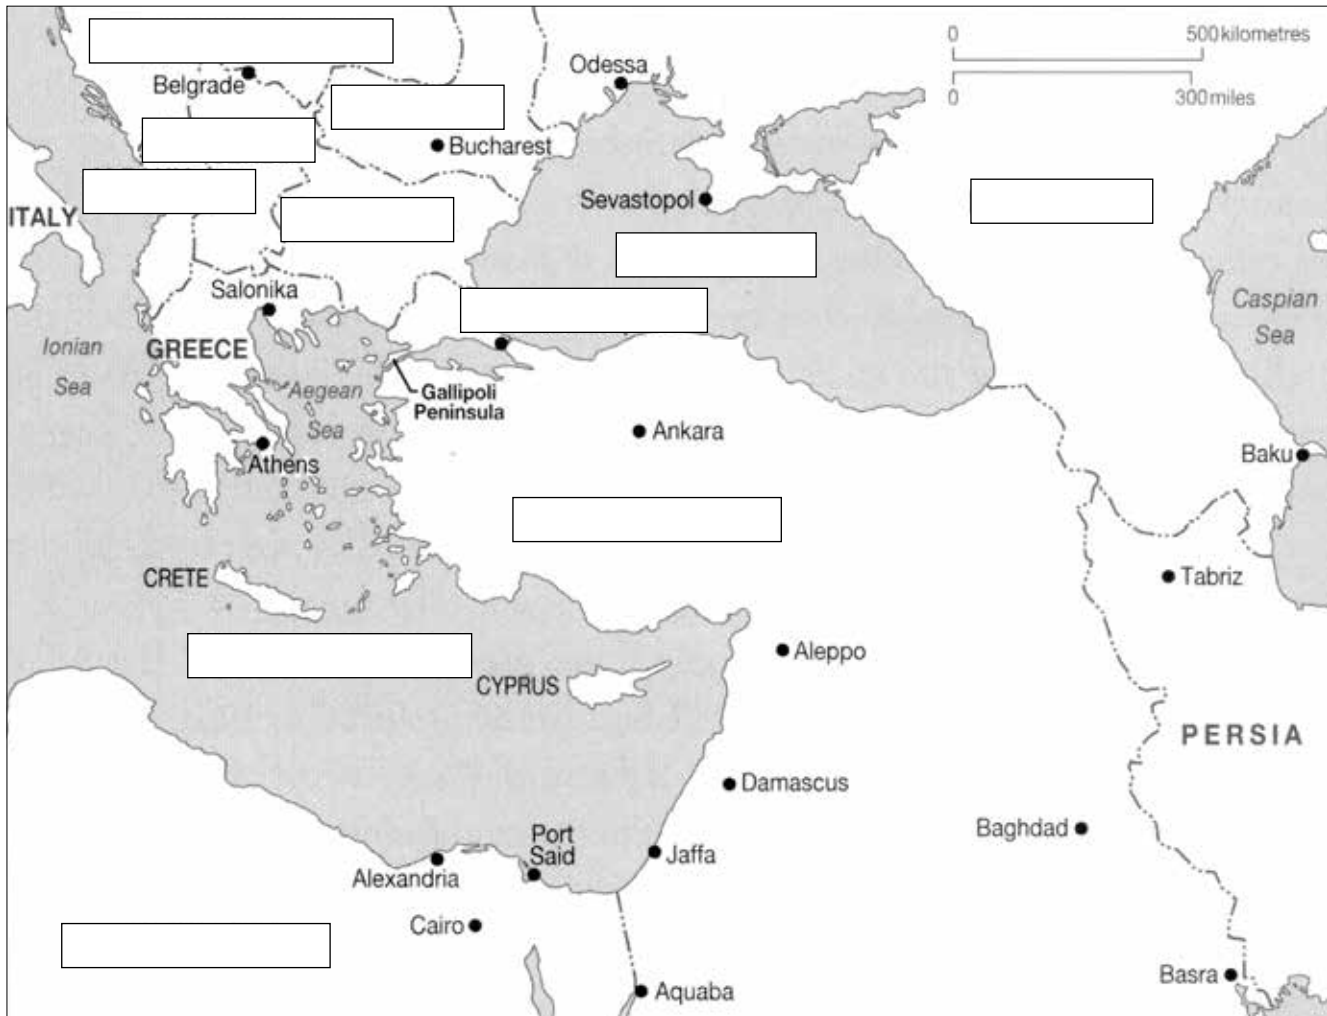 0 500 kilometres
0 300 miles
Odessa
Belgrade
Bucharest
Sevastopol
ITALY
Salonika
Caspian
Sea
Ionian
Sea
GREECE
Aegean
Sea
Gallipoli
Peninsula
Ankara
Athens
Baku
CRETE
Tabriz
Aleppo
CYPRUS
PERSIA
Damascus
Baghdad
Port
Said
Jaffa
Alexandria
Cairo
Basra
Aquaba